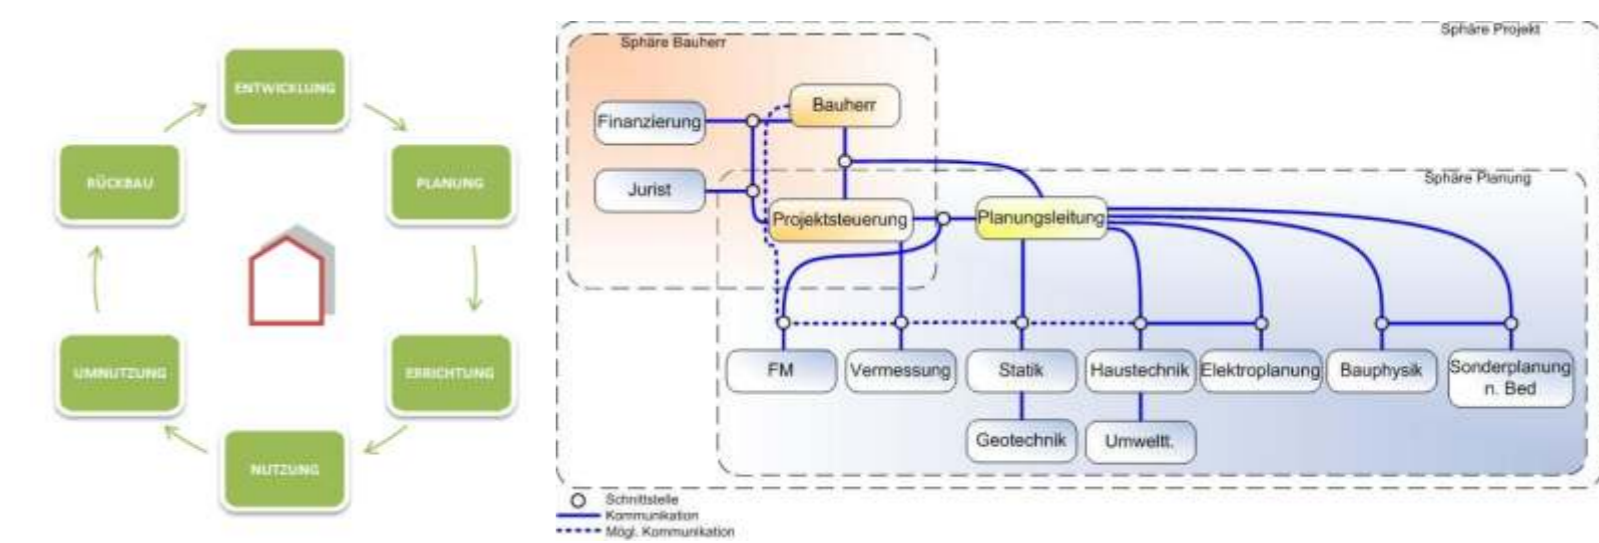 ENTWICKLUNG
RÜCKBAU
PLANUNG
UMNUTZUNG
ERRICHTUNG
NUTZUNG
Sphäre Projekt
Sphäre Bauherr
Bauherr
Finanzierung
Jurist
Sphäre Planung
Projektsteuerung
Planungsleitung
FM
Vermessung
Statik
Haustechnik
Elektroplanung
Bauphysik
Sonderplanung
n. Bed
Geotechnik
Umweltt.
Schnittstelle
Kommunikation
Mögl. Kommunikation